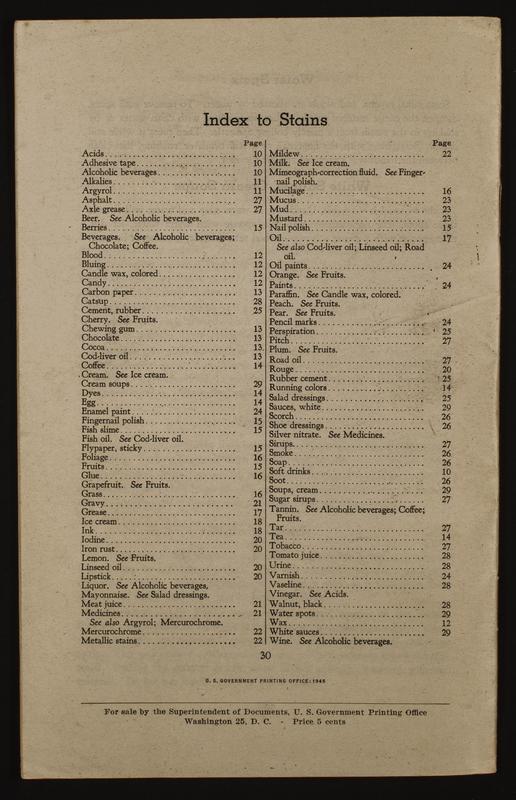 Index to Stains
Page
Acids 10
Adhesive tape 10
Alcoholic beverages 10
Alkalies 11
Argyrol 11
Asphalt 27
Axle grease 27
Beer. See Alcoholic beverages.
Berries 15
Beverages. See Alcoholic beverages;
Chocolate; Coffee.
Blood 12
Bluing 12
Candle wax, colored 12
Candy 12
Carbon paper 13
Catsup 28
Cement, rubber 25
Cherry. See Fruits.
Chewing gum 13
Chocolate 13
Cocoa 13
Cod-liver oil 13
Coffee 14
Cream. See Ice cream.
Cream soups 29
Dyes 14
Egg 14
Enamel paint 24
Fingernail polish 15
Fish slime 15
Fish oil. See Cod-liver oil.
Flypaper, sticky 15
Foliage 16
Fruits 15
Glue 16
Grapefruit. See Fruits.
Grass 16
Gravy 21
Grease 17
Ice cream 18
Ink 18
Iodine 20
Iron rust 20
Lemon. See Fruits.
Linseed oil 20
Lipstick 20
Liquor. See Alcoholic beverages.
Mayonnaise. See Salad dressings.
Meat juice 21
Medicines 21
See also Argyrol; Mercurochrome.
Mercurochrome 22
Metallic stains 22
Page
Mildew 22
Milk. See Ice cream.
Mimeograph-correction fluid. See Finger-
nail polish.
Mucilage 16
Mucus 23
Mud 23
Mustard 23
Nail polish 15
Oil 17
See also Cod-liver oil; Linseed oil; Road
oil.
Oil paints 24
Orange. See Fruits.
Paints 24
Paraffin. See Candle wax, colored.
Peach. See Fruits.
Pear. See Fruits.
Pencil marks 24
Perspiration 25
Pitch 27
Plum. See Fruits.
Road oil 27
Rouge 20
Rubber cement 25
Running colors 14
Salad dressings 25
Sauces, white 29
Scorch 26
Shoe dressings 26
Silver nitrate. See Medicines.
Sirups 27
Smoke 26
Soap 26
Soft drinks 10
Soot 26
Soups, cream 29
Sugar sirups 27
Tannin. See Alcoholic beverages; Coffee;
Fruits.
Tar 27
Tea 14
Tobacco 27
Tomato juice 28
Urine 28
Varnish 24
Vaseline 28
Vinegar. See Acids.
Walnut, black 28
Water spots 29
Wax 12
White sauces 29
Wine. See Alcoholic beverages.
30
U. S. GOVERNMENT PRINTING OFFICE: 1945
For sale by the Superintendent of Documents, U. S. Government Printing Office
Washington 25, D. C. - Price 5 cents